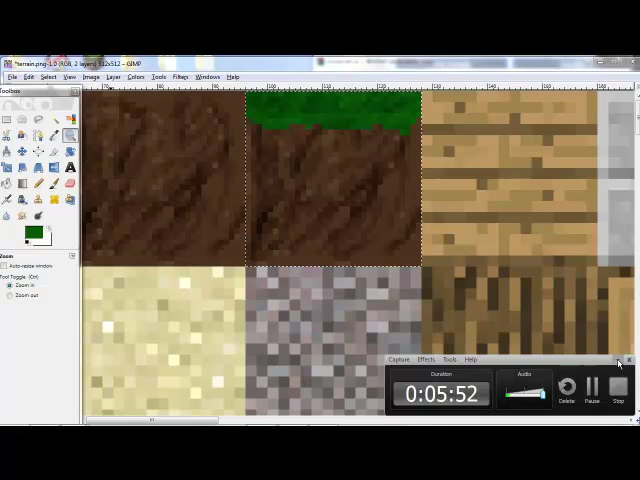 *terrain.png-1.0 (RGB, 2 layers) 512x512 – GIMP
File Edit Select View Image Layer Colors Tools Filters Windows Help
Toolbox
Zoom
Auto-resize window
Tool Toggle (Ctrl)
Zoom in
Zoom out
Capture Effects Tools Help
Duration
Audio
0:05:52
Delete
Pause
Stop